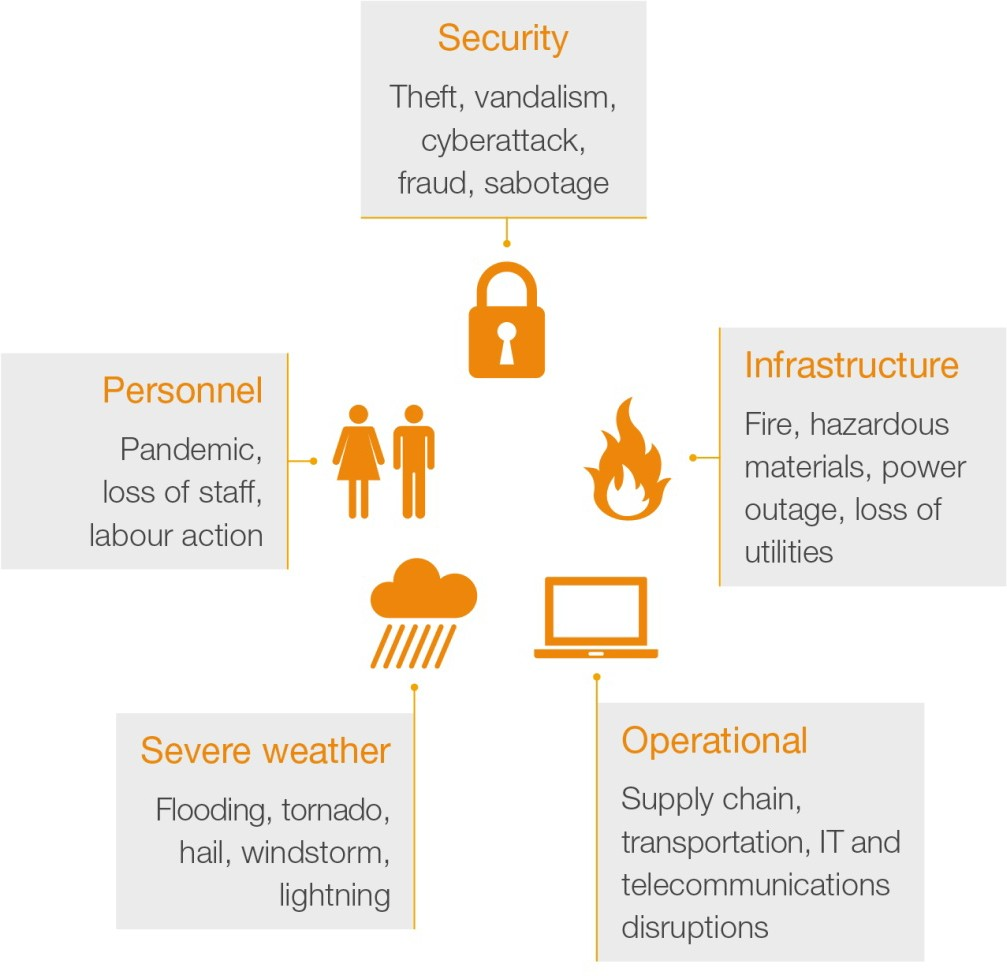 Security
Theft, vandalism,
cyberattack,
fraud, sabotage
Personnel
Pandemic,
loss of staff,
labour action
Infrastructure
Fire, hazardous
materials, power
outage, loss of
utilities
Severe weather
Flooding, tornado,
hail, windstorm,
lightning
Operational
Supply chain,
transportation, IT and
telecommunications
disruptions